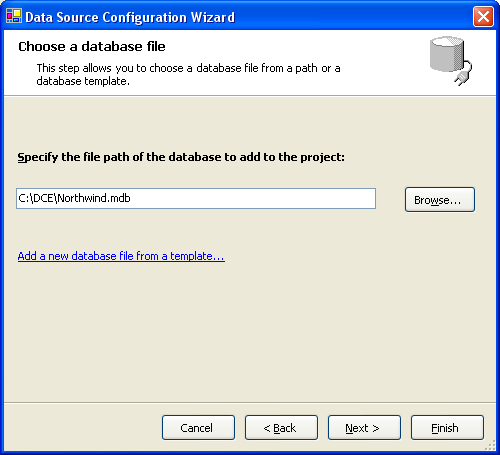 Data Source Configuration Wizard
Choose a database file
This step allows you to choose a database file from a path or a
database template.
Specify the file path of the database to add to the project:
C:\DCE\Northwind.mdb
Browse...
Add a new database file from a template...
Cancel
< Back
Next >
Finish